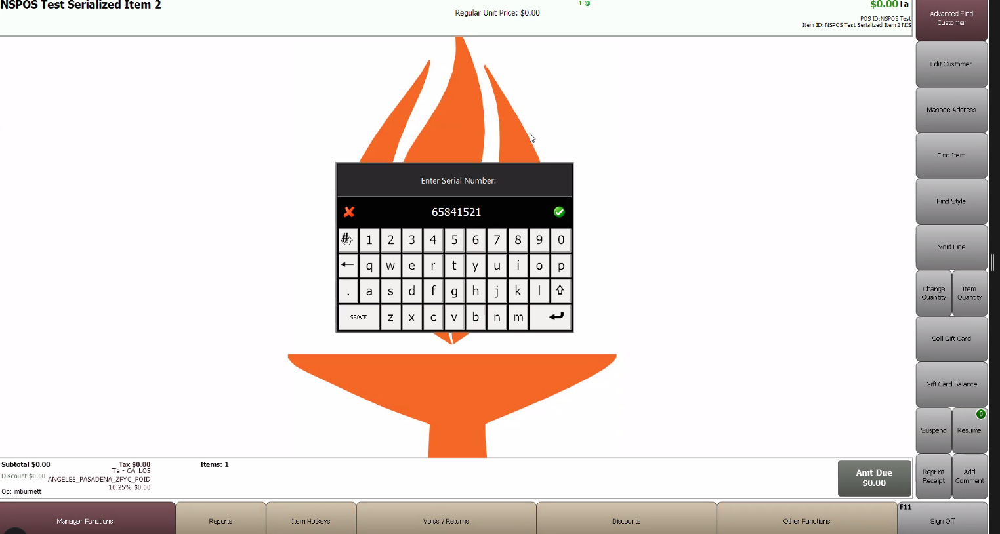 NSPOS Test Serialized Item 2
1 @
$0.00Ta
Regular Unit Price: $0.00
POS ID:NSPOS Test
Item ID: NSPOS Test Serialized Item 2 NIS
Advanced Find
Customer
Edit Customer
Manage Address
Find Item
Find Style
Void Line
Change
Quantity
Item
Quantity
Sell Gift Card
Gift Card Balance
0
Suspend
Resume
Reprint
Receipt
Add
Comment
Enter Serial Number:
65841521
# 1 2 3 4 5 6 7 8 9 0
q w e r t y u i o p
. a s d f g h j k l
SPACE z x c v b n m
Subtotal $0.00
Discount $0.00
Op: mburnett
Tax $0.00
Ta - CA_LOS
ANGELES_PASADENA_ZFYC_POID
10.25% $0.00
Items: 1
Amt Due
$0.00
Manager Functions
Reports
Item Hotkeys
Voids / Returns
Discounts
Other Functions
F11
Sign Off